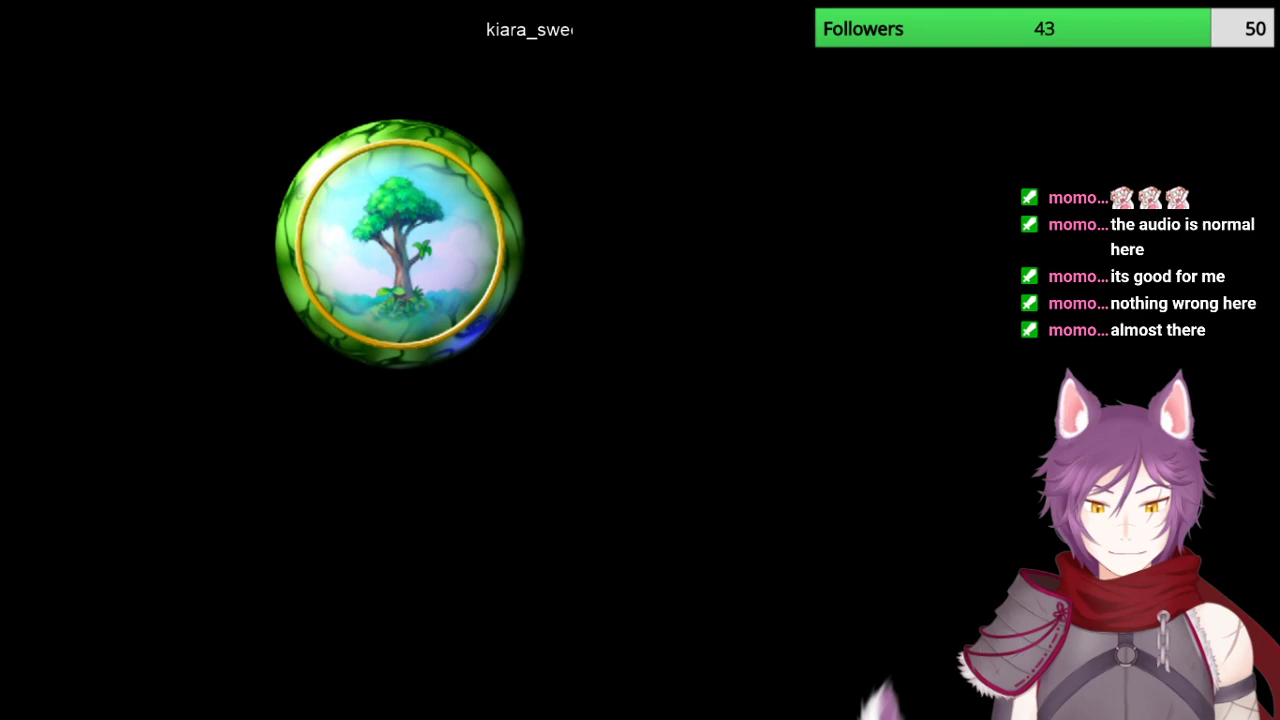 kiara_swe
Followers 43 50
momo...
momo... the audio is normal
here
momo... its good for me
momo... nothing wrong here
momo... almost there